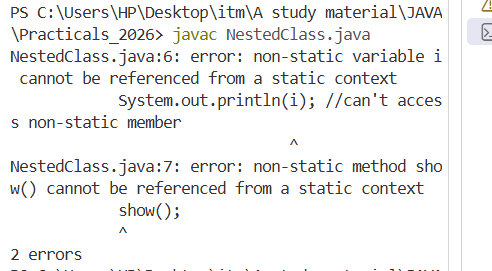 PS C:\Users\HP\Desktop\itm\A study material\JAVA
\Practicals_2026> javac NestedClass.java
NestedClass.java:6: error: non-static variable i
 cannot be referenced from a static context
            System.out.println(i); //can't acces
s non-static member
                               ^
NestedClass.java:7: error: non-static method sho
w() cannot be referenced from a static context
            show();
            ^
2 errors